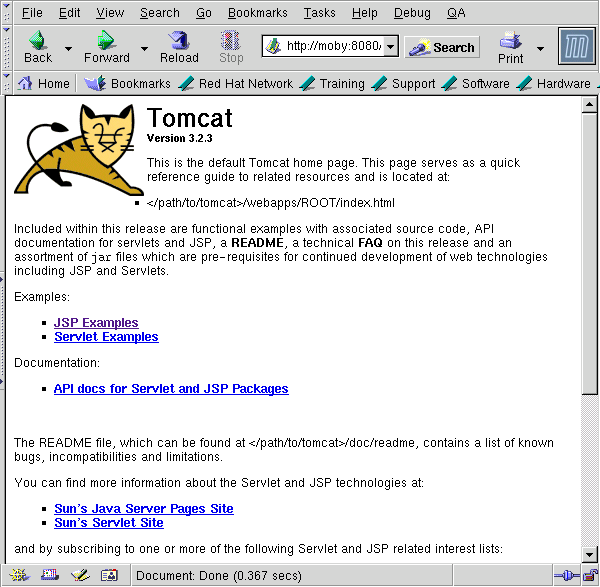 File Edit View Search Go Bookmarks Tasks Help Debug QA
Back Forward Reload Stop http://moby:8080/ Search Print
Home Bookmarks Red Hat Network Training Support Software Hardware
Tomcat
Version 3.2.3
This is the default Tomcat home page. This page serves as a quick
reference guide to related resources and is located at:
</path/to/tomcat>/webapps/ROOT/index.html
Included within this release are functional examples with associated source code, API
documentation for servlets and JSP, a README, a technical FAQ on this release and an
assortment of jar files which are pre-requisites for continued development of web technologies
including JSP and Servlets.
Examples:
JSP Examples
Servlet Examples
Documentation:
API docs for Servlet and JSP Packages
The README file, which can be found at </path/to/tomcat>/doc/readme, contains a list of known
bugs, incompatibilities and limitations.
You can find more information about the Servlet and JSP technologies at:
Sun's Java Server Pages Site
Sun's Servlet Site
and by subscribing to one or more of the following Servlet and JSP related interest lists:
Document: Done (0.367 secs)